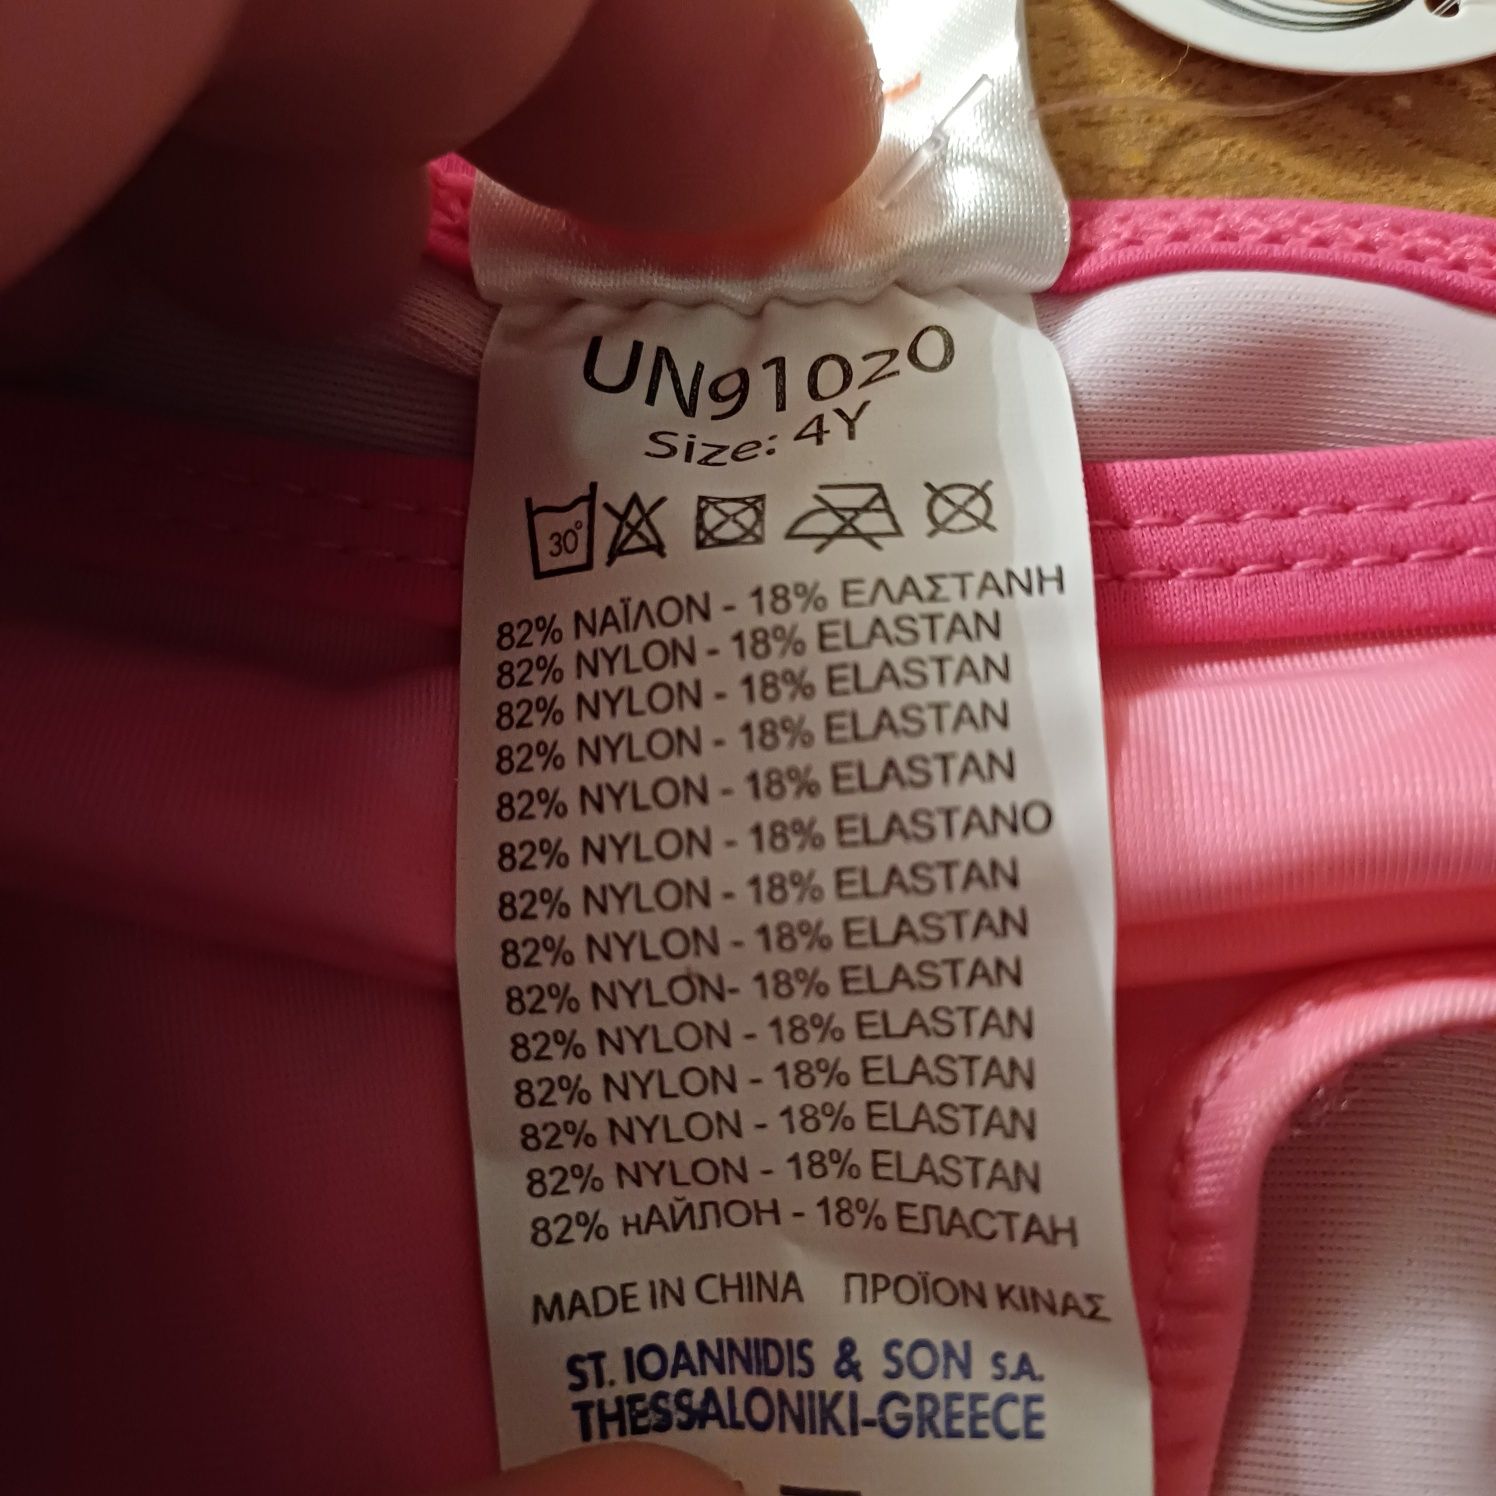 UN91020
Size: 4Y
30°
82% ΝΑΪΛΟΝ - 18% ΕΛΑΣΤΑΝΗ
82% NYLON - 18% ELASTAN
82% NYLON - 18% ELASTAN
82% NYLON - 18% ELASTAN
82% NYLON - 18% ELASTAN
82% NYLON - 18% ELASTANO
82% NYLON - 18% ELASTAN
82% NYLON - 18% ELASTAN
82% NYLON- 18% ELASTAN
82% NYLON - 18% ELASTAN
82% NYLON - 18% ELASTAN
82% NYLON - 18% ELASTAN
82% NYLON - 18% ELASTAN
82% нАЙЛОН - 18% ЕЛАСТАН
MADE IN CHINA ΠΡΟΪΟΝ ΚΙΝΑΣ
ST. IOANNIDIS & SON S.A.
THESSALONIKI-GREECE